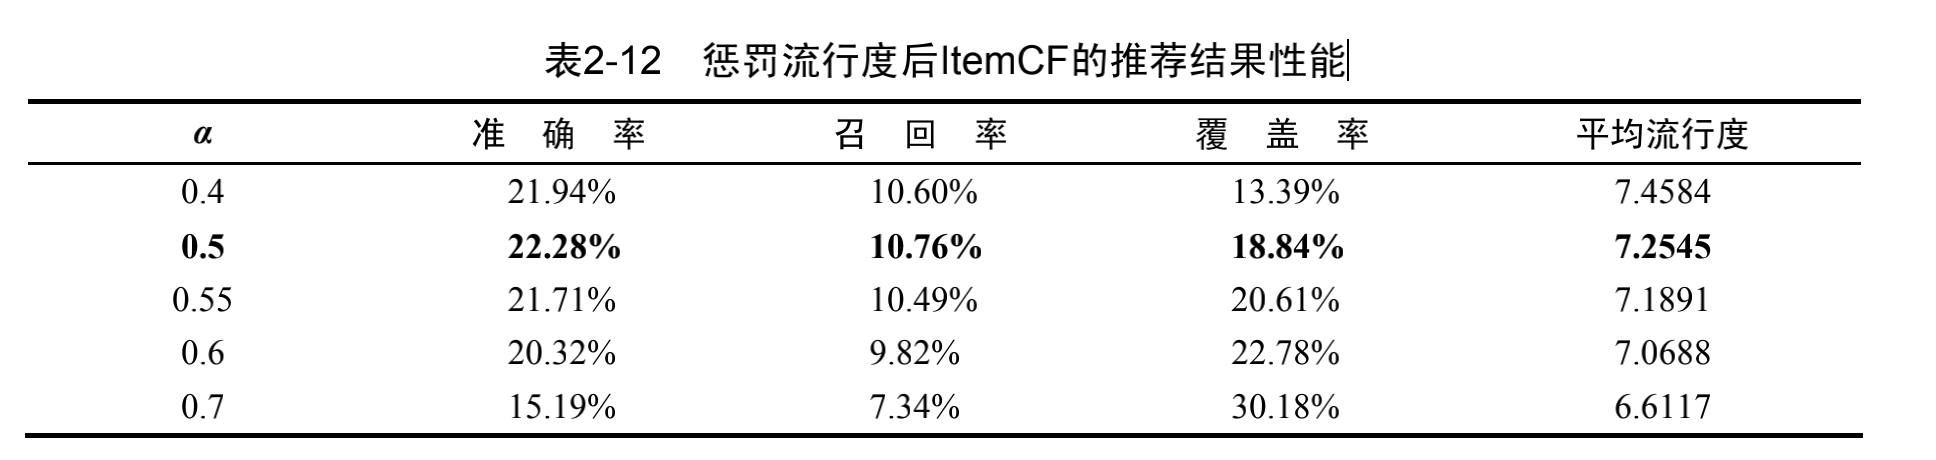 表2-12 惩罚流行度后ItemCF的推荐结果性能
α 准 确 率 召 回 率 覆 盖 率 平均流行度
0.4 21.94% 10.60% 13.39% 7.4584
0.5 22.28% 10.76% 18.84% 7.2545
0.55 21.71% 10.49% 20.61% 7.1891
0.6 20.32% 9.82% 22.78% 7.0688
0.7 15.19% 7.34% 30.18% 6.6117